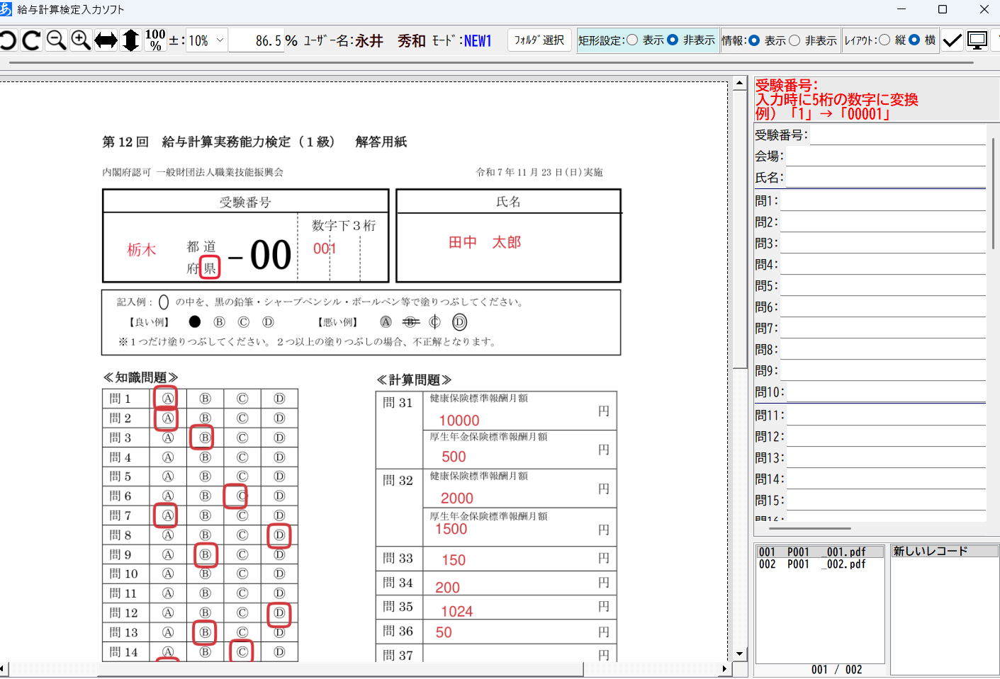 あ 給与計算検定入力ソフト
100 % ±: 10% 86.5 % ﾕｰｻﾞｰ名:永井　秀和 ﾓｰﾄﾞ:NEW1 ﾌｫﾙﾀﾞ選択 矩形設定: 表示 非表示 情報: 表示 非表示 ﾚｲｱｳﾄ: 縦 横
第 12 回　給与計算実務能力検定（１級）　解答用紙
内閣府認可 一般財団法人職業技能振興会　令和７年 11 月 23 日(日)実施
受験番号
数字下３桁
栃木 都 道 府 県 － 00 001
氏名
田中　太郎
記入例： の中を、黒の鉛筆・シャープペンシル・ボールペン等で塗りつぶしてください。
【良い例】 Ⓑ Ⓒ Ⓓ 【悪い例】 Ⓐ Ⓑ Ⓒ Ⓓ
※１つだけ塗りつぶしてください。２つ以上の塗りつぶしの場合、不正解となります。
≪知識問題≫
問 1 Ⓐ Ⓑ Ⓒ Ⓓ
問 2 Ⓐ Ⓑ Ⓒ Ⓓ
問 3 Ⓐ Ⓑ Ⓒ Ⓓ
問 4 Ⓐ Ⓑ Ⓒ Ⓓ
問 5 Ⓐ Ⓑ Ⓒ Ⓓ
問 6 Ⓐ Ⓑ Ⓒ Ⓓ
問 7 Ⓐ Ⓑ Ⓒ Ⓓ
問 8 Ⓐ Ⓑ Ⓒ Ⓓ
問 9 Ⓐ Ⓑ Ⓒ Ⓓ
問 10 Ⓐ Ⓑ Ⓒ Ⓓ
問 11 Ⓐ Ⓑ Ⓒ Ⓓ
問 12 Ⓐ Ⓑ Ⓒ Ⓓ
問 13 Ⓐ Ⓑ Ⓒ Ⓓ
問 14 Ⓐ Ⓑ Ⓒ Ⓓ
≪計算問題≫
問 31 健康保険標準報酬月額
10000 円
厚生年金保険標準報酬月額
500 円
問 32 健康保険標準報酬月額
2000 円
厚生年金保険標準報酬月額
1500 円
問 33 150 円
問 34 200 円
問 35 1024 円
問 36 50 円
問 37 円
受験番号:
入力時に5桁の数字に変換
例）「1」→「00001」
受験番号:
会場:
氏名:
問1:
問2:
問3:
問4:
問5:
問6:
問7:
問8:
問9:
問10:
問11:
問12:
問13:
問14:
問15:
問16:
001 P001 _001.pdf
002 P001 _002.pdf
001 / 002
新しいレコード